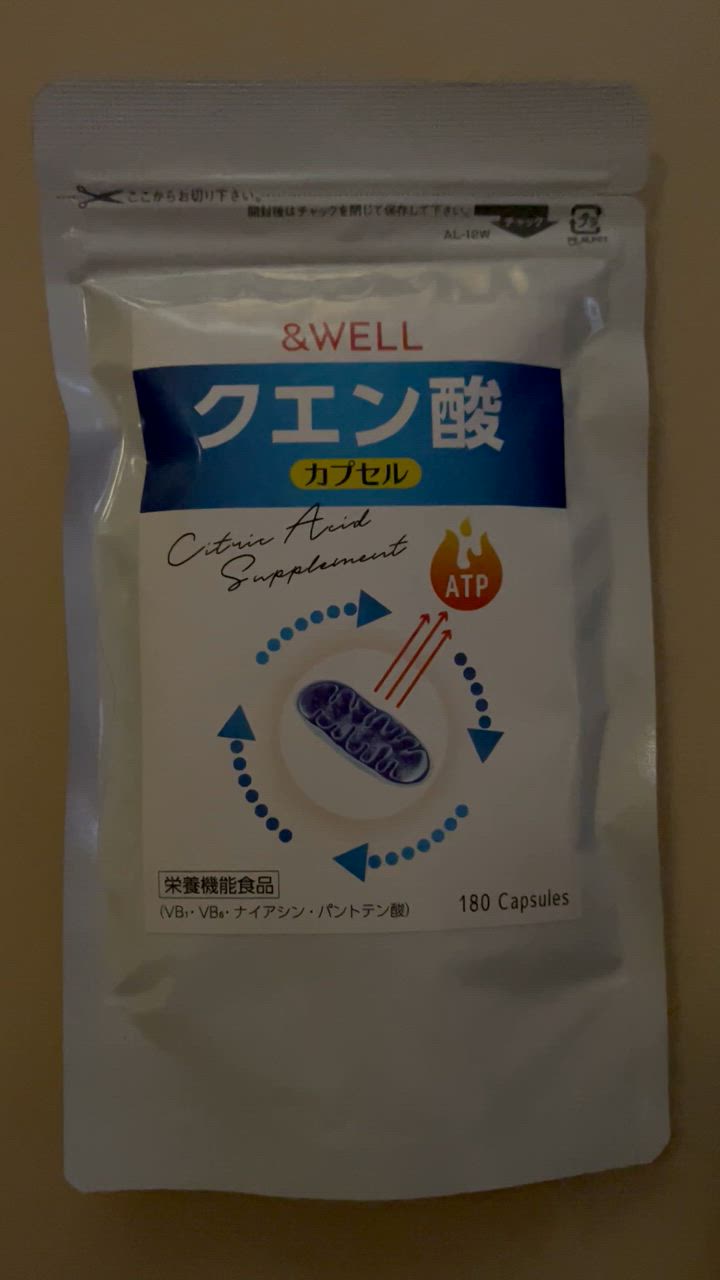 ここからお切り下さい。
開封後はチャックを閉じて保存して下さい。
チャック
プラ
AL-18W
&WELL
クエン酸
カプセル
Citric Acid
Supplement
ATP
栄養機能食品
(VB₁・VB₆・ナイアシン・パントテン酸)
180 Capsules